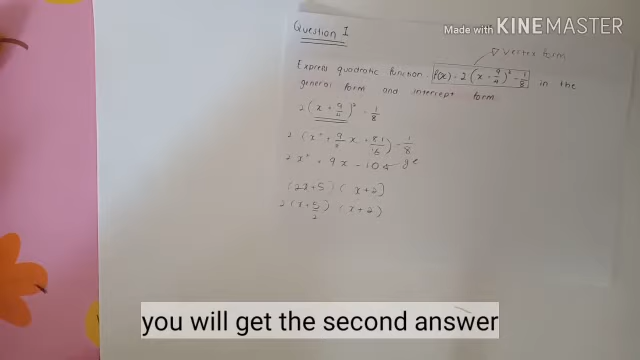 Made with KINEMASTER
Question 1
▽ vertex form
Express quadratic function f(x) = 2(x + 9/4)² - 1/8 in the
general form and intercept form.
2(x + 9/4)² - 1/8
2(x² + 9/2 x + 81/16) - 1/8
2x² + 9x - 10
(2x+5)(x+2)
2(x+5/2)(x+2)
you will get the second answer